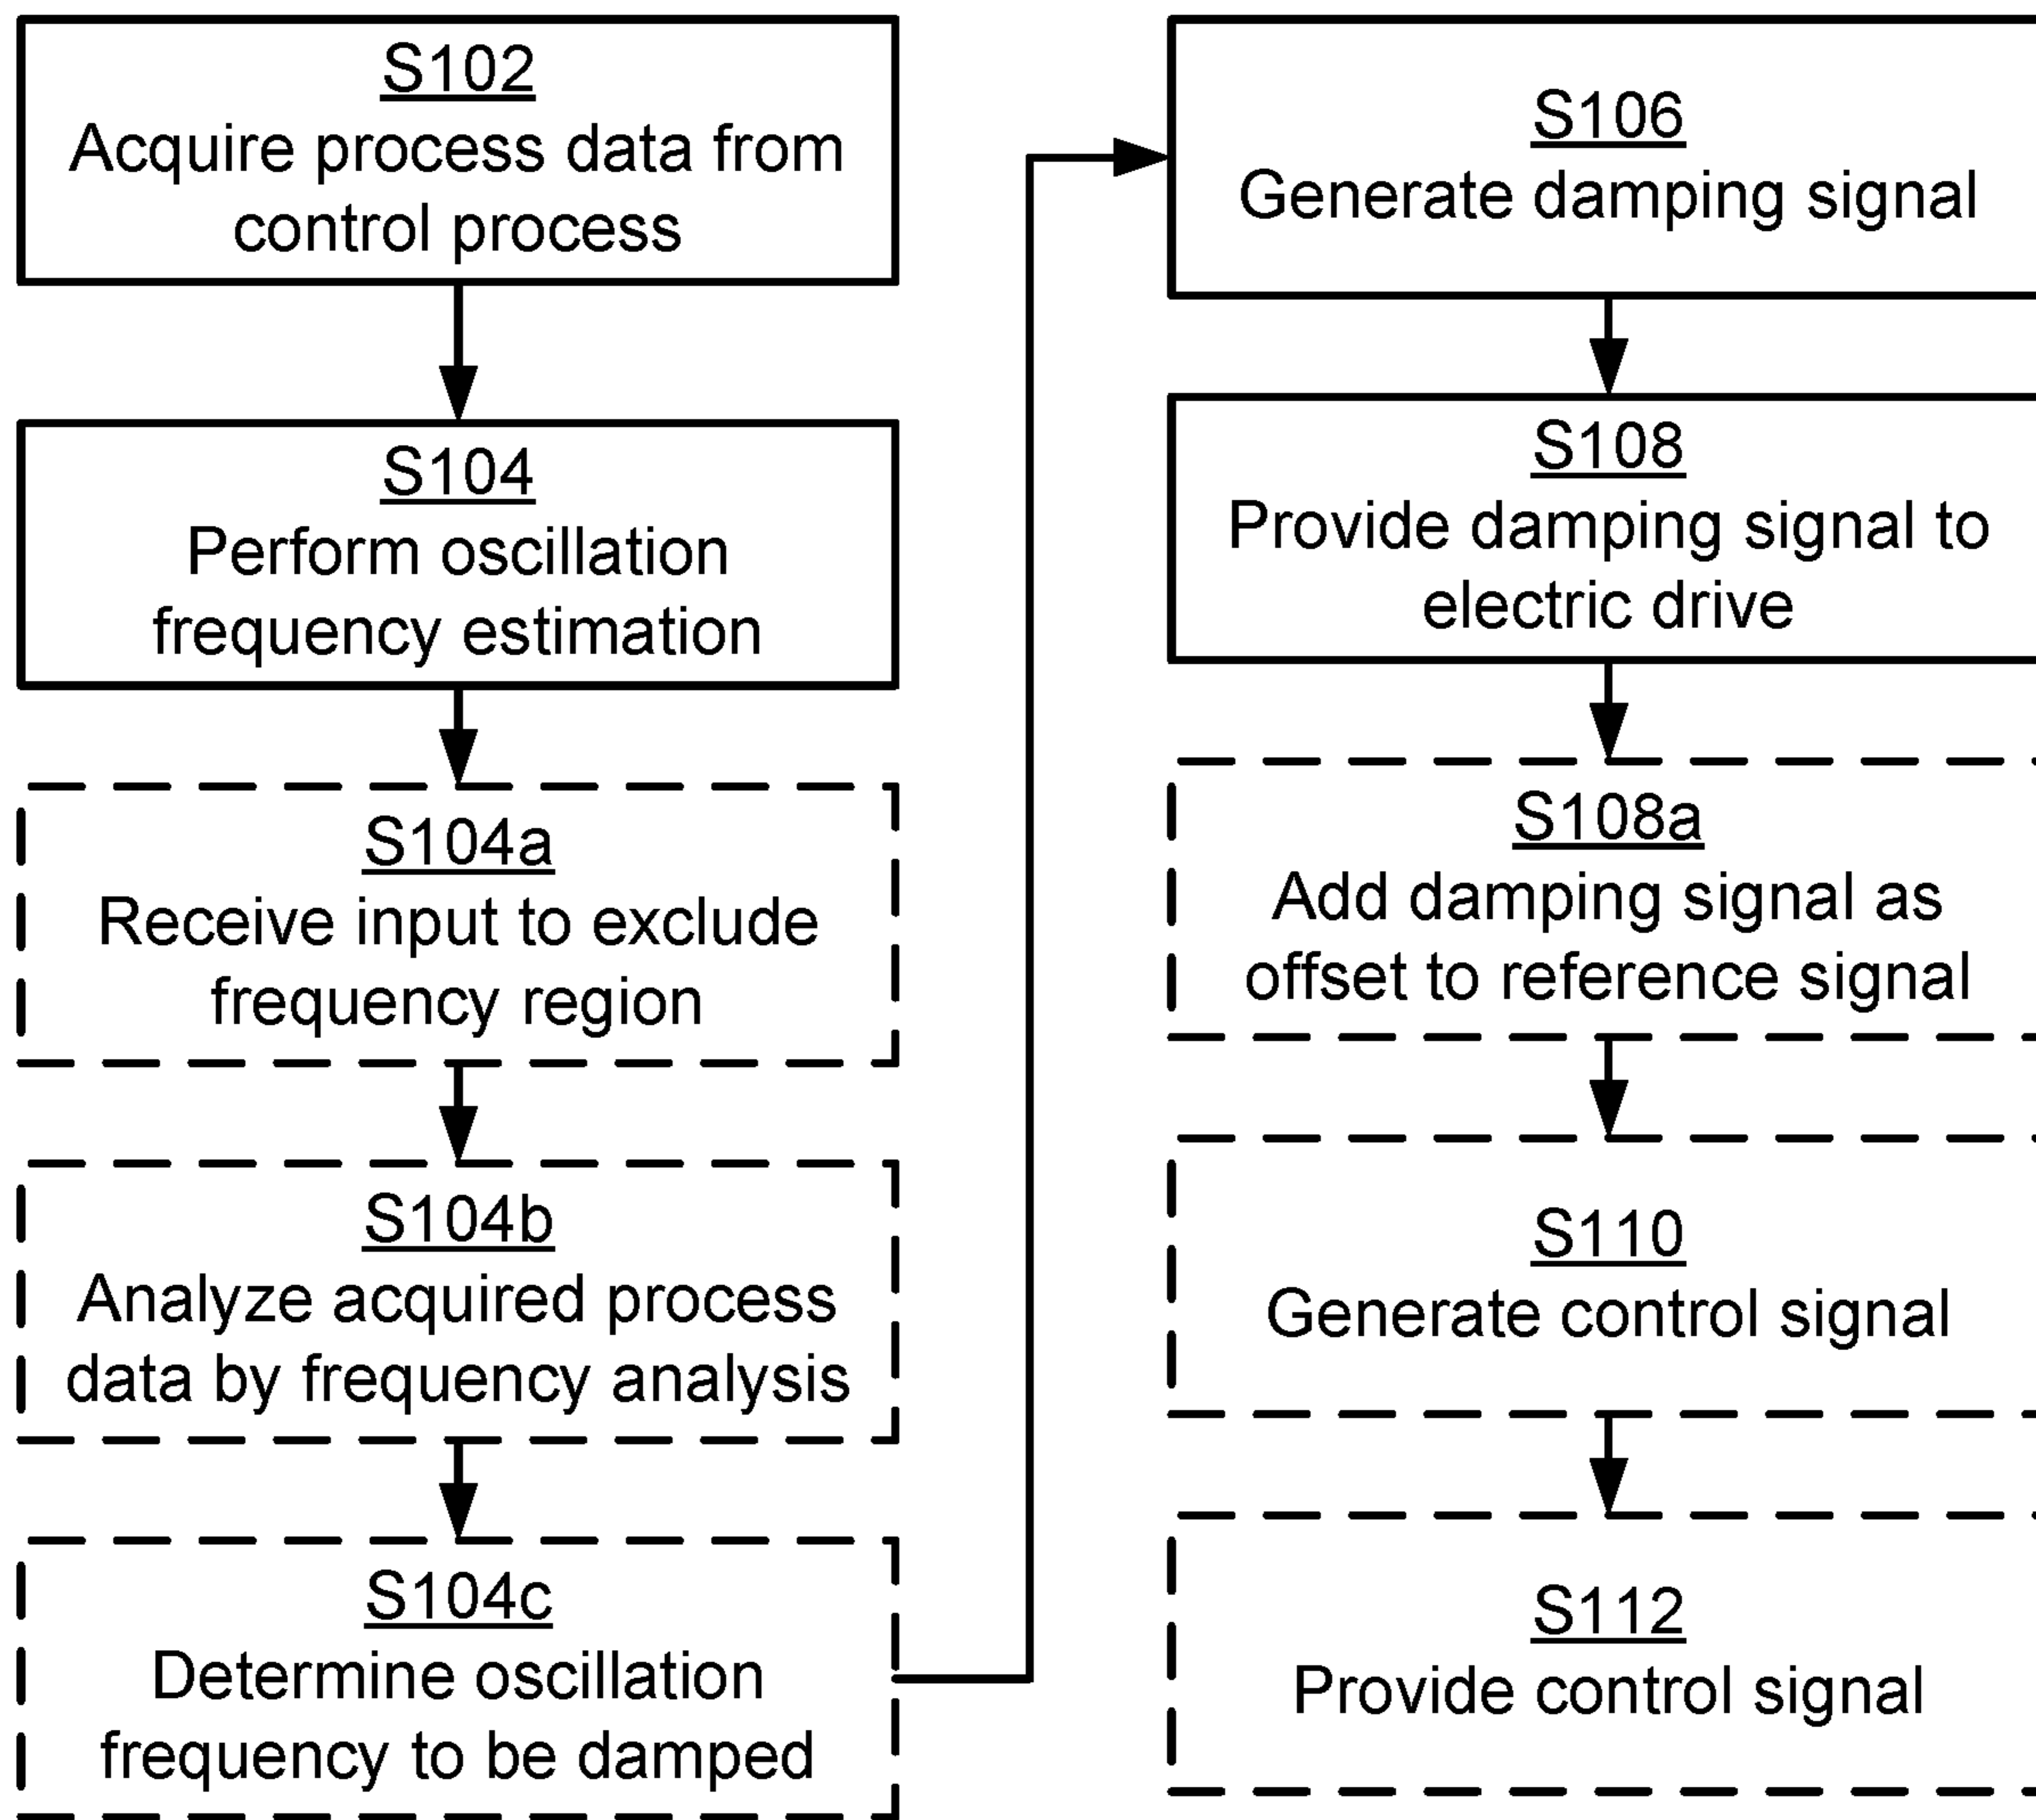 S102
Acquire process data from
control process
S104
Perform oscillation
frequency estimation
S104a
Receive input to exclude
frequency region
S104b
Analyze acquired process
data by frequency analysis
S104c
Determine oscillation
frequency to be damped
S106
Generate damping signal
S108
Provide damping signal to
electric drive
S108a
Add damping signal as
offset to reference signal
S110
Generate control signal
S112
Provide control signal